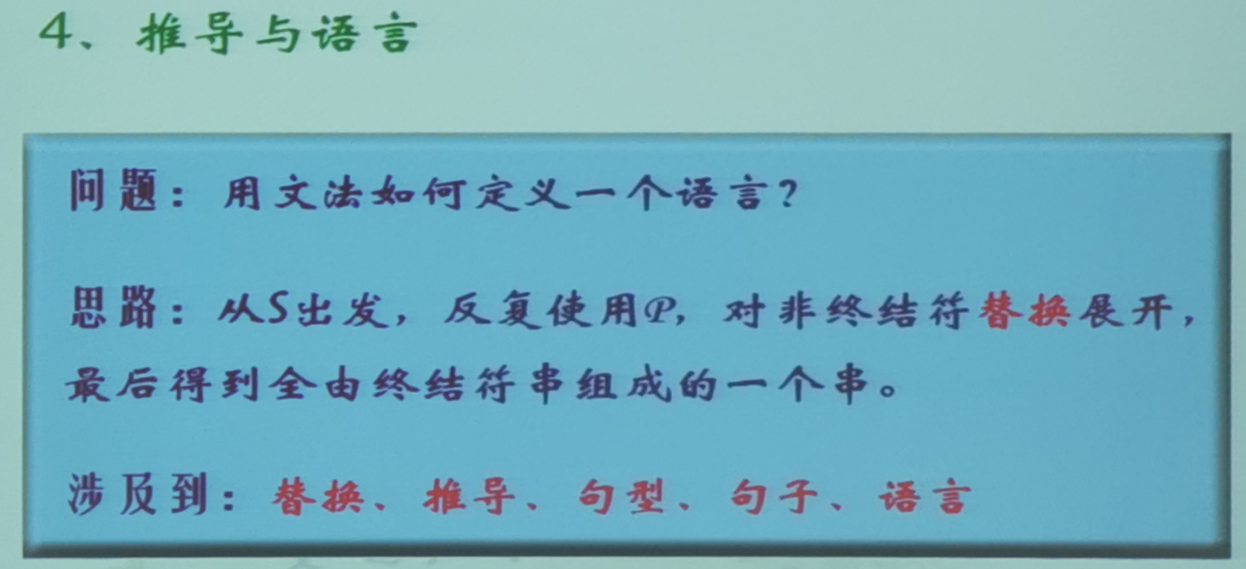 4、推导与语言
问题：用文法如何定义一个语言？
思路：从S出发，反复使用𝒫，对非终结符替换展开，
最后得到全由终结符串组成的一个串。
涉及到：替换、推导、句型、句子、语言